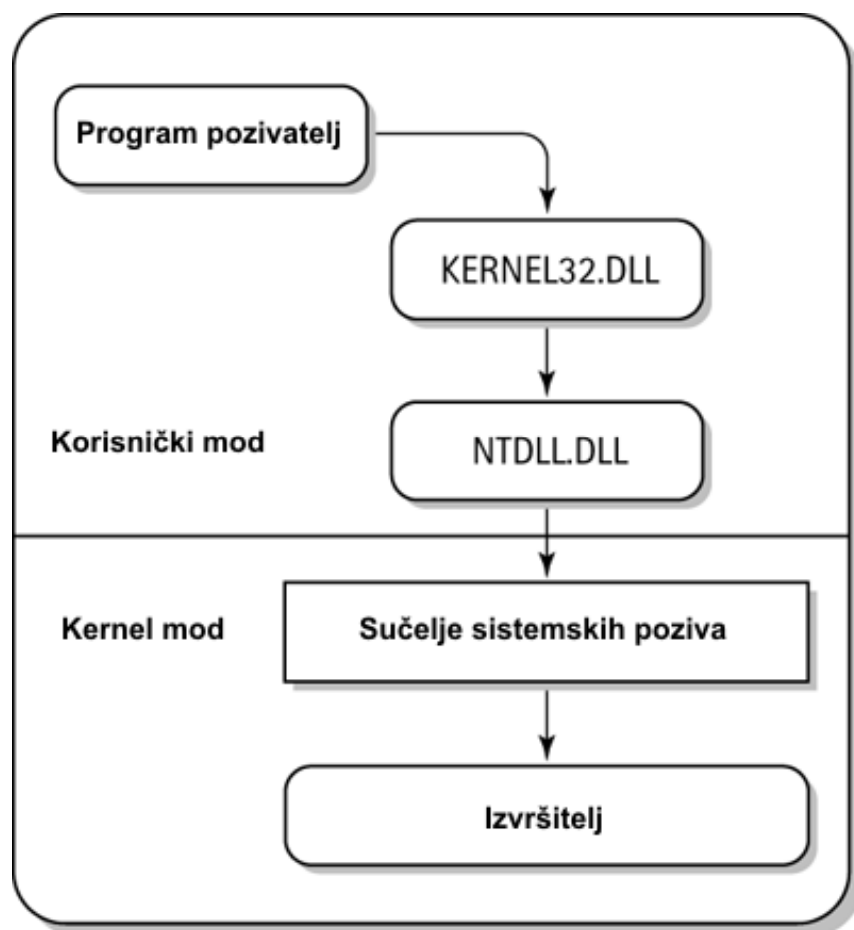 Program pozivatelj
KERNEL32.DLL
NTDLL.DLL
Korisnički mod
Kernel mod
Sučelje sistemskih poziva
Izvršitelj